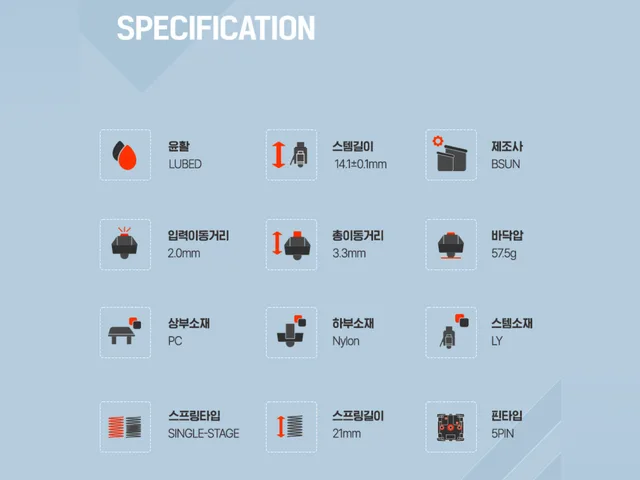 SPECIFICATION
윤활
LUBED
스템길이
14.1±0.1mm
제조사
BSUN
입력이동거리
2.0mm
총이동거리
3.3mm
바닥압
57.5g
상부소재
PC
하부소재
Nylon
스템소재
LY
스프링타입
SINGLE-STAGE
스프링길이
21mm
핀타입
5PIN